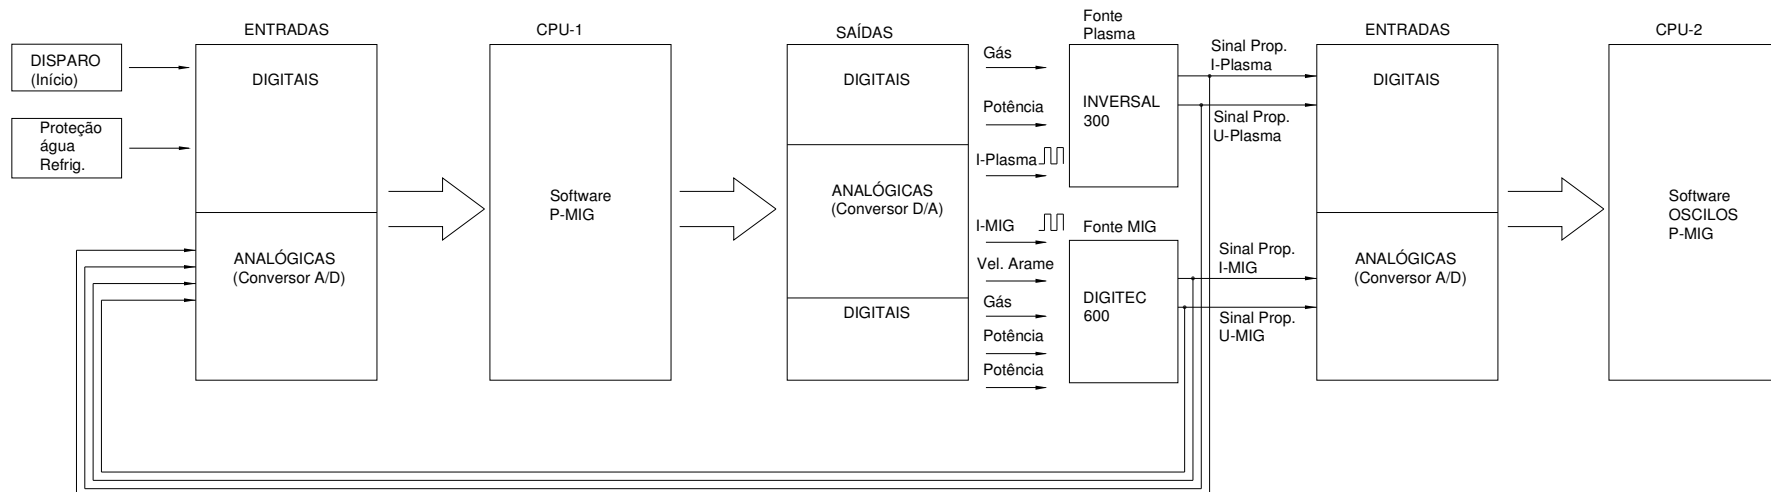 DISPARO
(Início)
Proteção
água
Refrig.
ENTRADAS
DIGITAIS
ANALÓGICAS
(Conversor A/D)
CPU-1
Software
P-MIG
SAÍDAS
DIGITAIS
ANALÓGICAS
(Conversor D/A)
DIGITAIS
Gás
Potência
I-Plasma
I-MIG
Vel. Arame
Gás
Potência
Potência
Fonte
Plasma
INVERSAL
300
Fonte MIG
DIGITEC
600
Sinal Prop.
I-Plasma
Sinal Prop.
U-Plasma
Sinal Prop.
I-MIG
Sinal Prop.
U-MIG
ENTRADAS
DIGITAIS
ANALÓGICAS
(Conversor A/D)
CPU-2
Software
OSCILOS
P-MIG